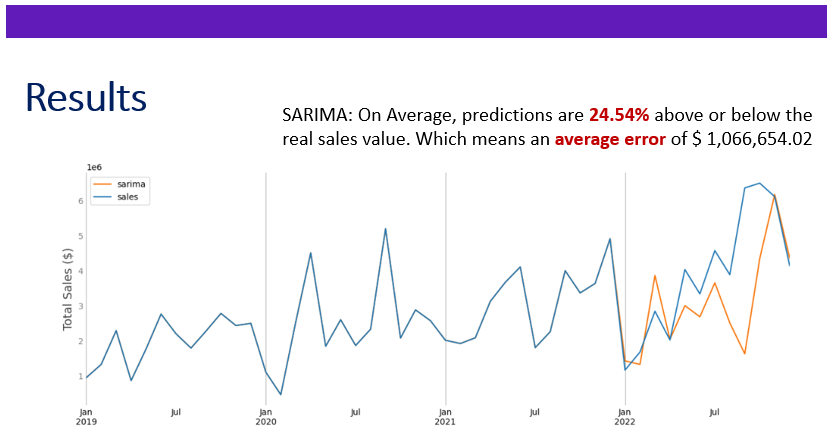 Results
SARIMA: On Average, predictions are 24.54% above or below the
real sales value. Which means an average error of $ 1,066,654.02
1e6
sarima
sales
Total Sales ($)
6
5
4
3
2
1
Jan
2019
Jul
Jan
2020
Jul
Jan
2021
Jul
Jan
2022
Jul